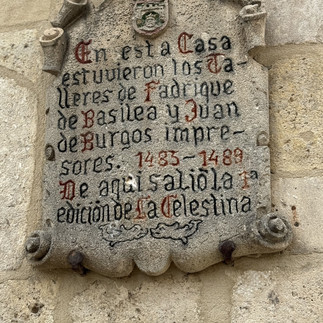 En esta Casa
estuvieron los Ta-
lleres de Fadrique
de Basilea y Juan
de Burgos impre-
sores. 1483-1489
De aquí salió la 1ª
edición de La Celestina